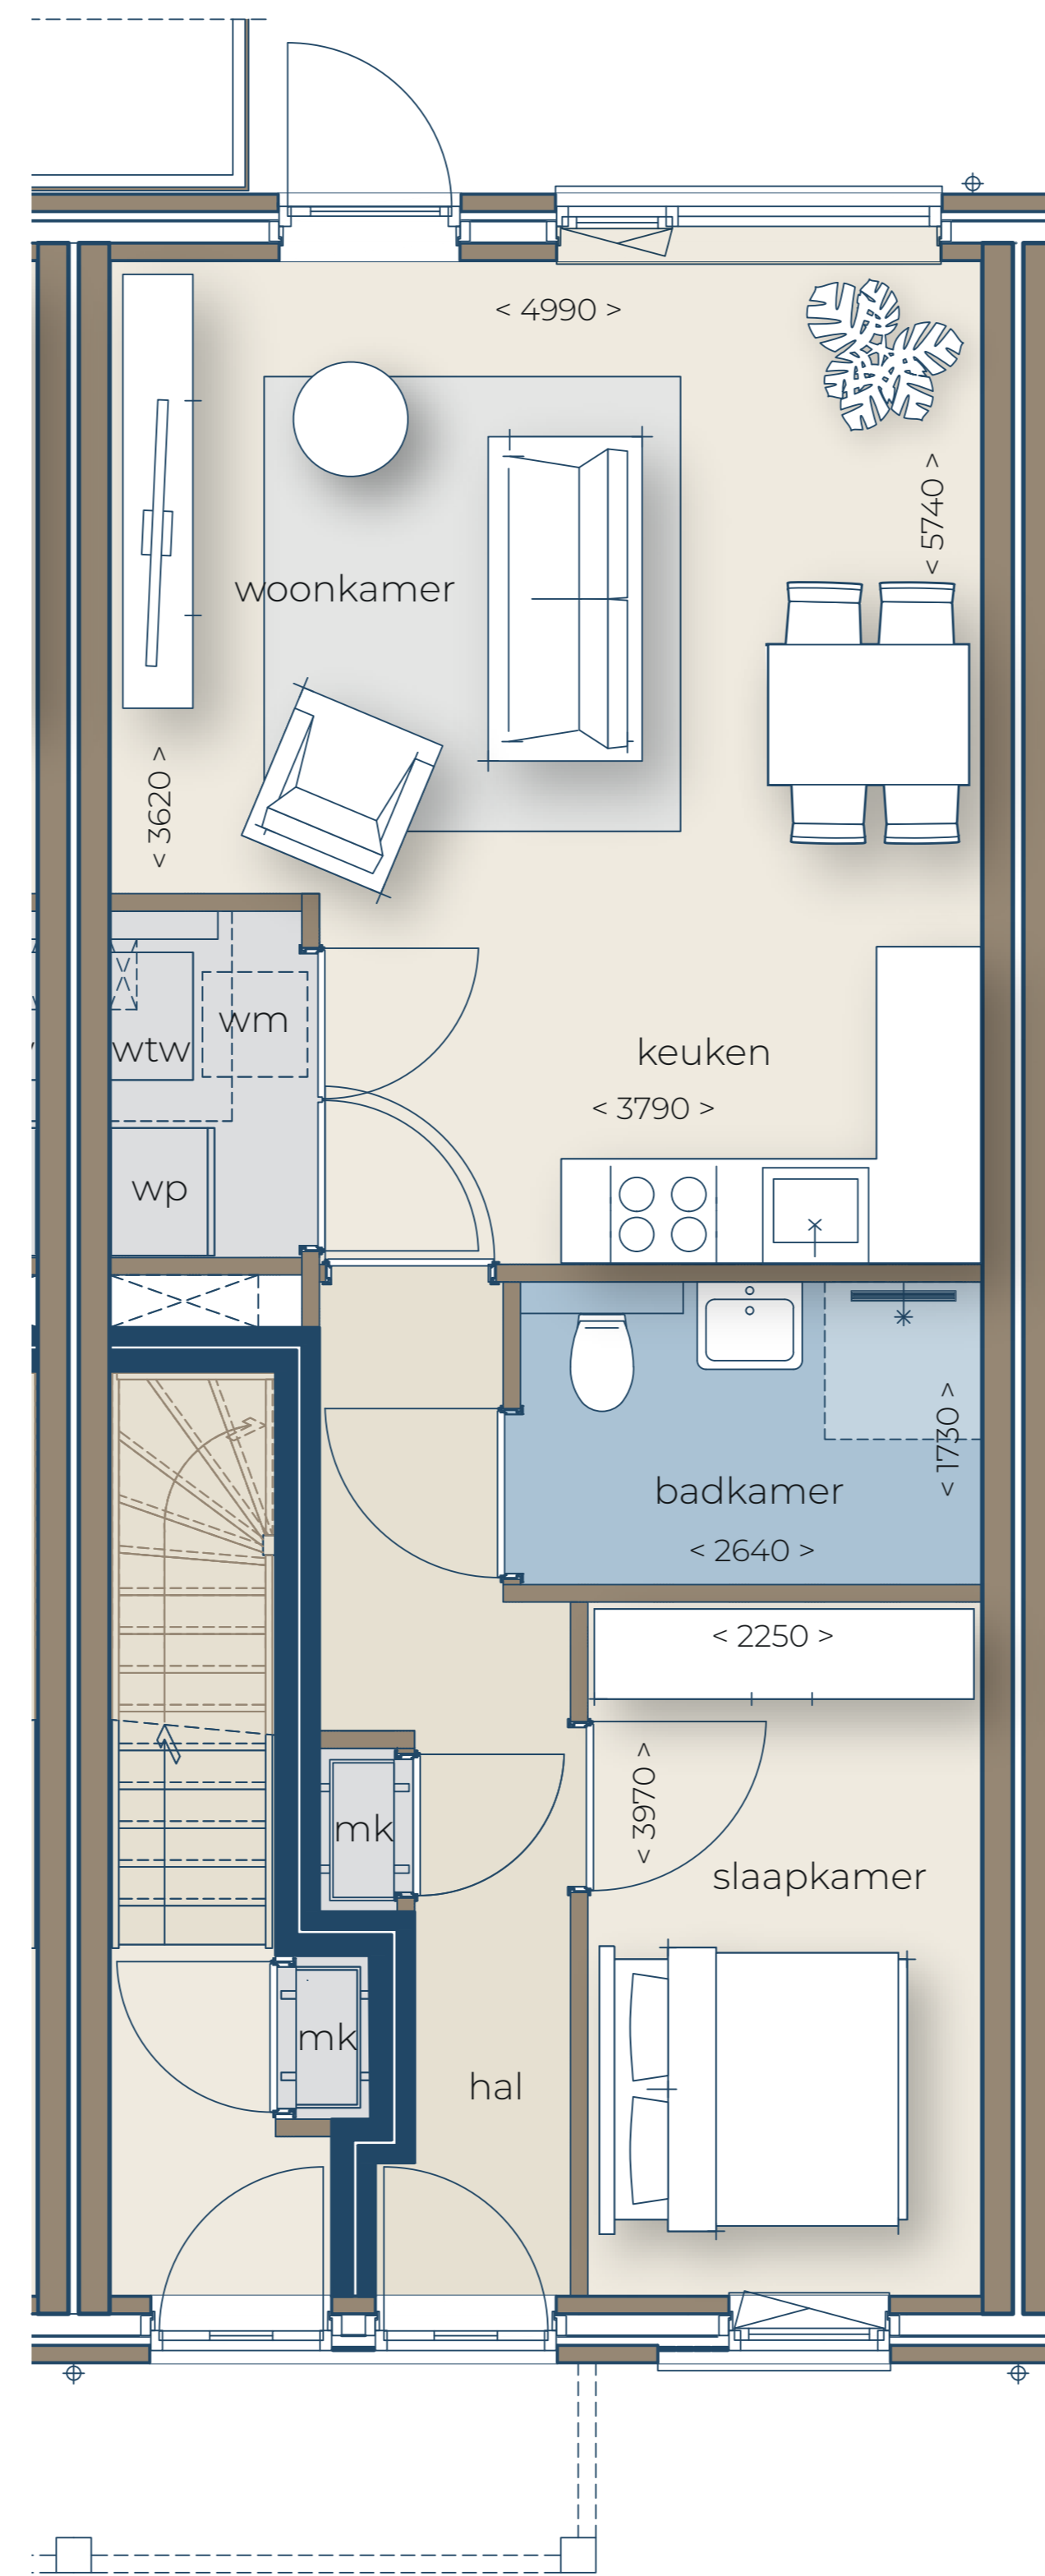 < 4990 >
< 5740 >
woonkamer
< 3620 >
wm
wtw
keuken
< 3790 >
wp
< 1730 >
badkamer
< 2640 >
< 2250 >
< 3970 >
mk
slaapkamer
mk
hal